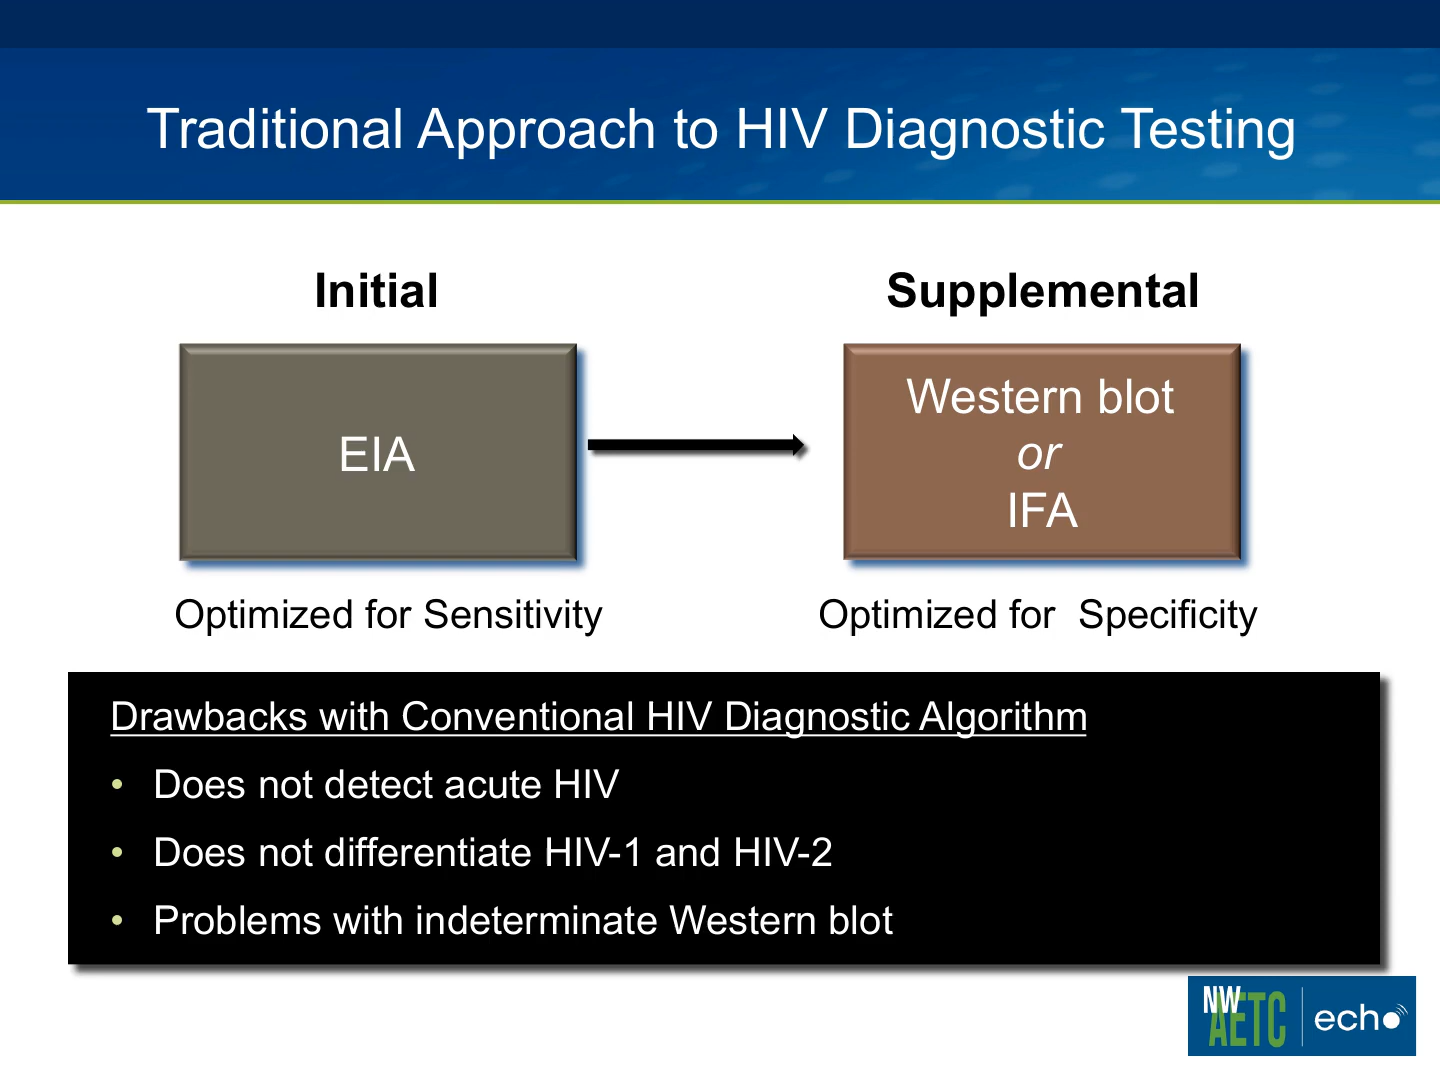 Traditional Approach to HIV Diagnostic Testing
Initial
Supplemental
EIA
Western blot
or
IFA
Optimized for Sensitivity
Optimized for  Specificity
Drawbacks with Conventional HIV Diagnostic Algorithm
• Does not detect acute HIV
• Does not differentiate HIV-1 and HIV-2
• Problems with indeterminate Western blot
NW
AETC
echo